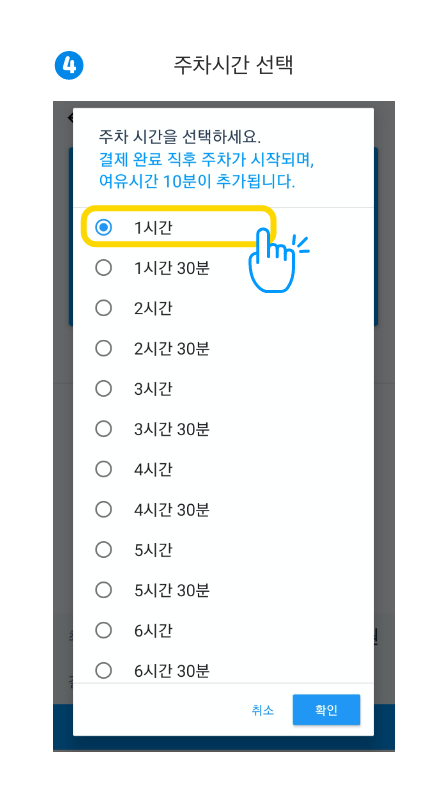 4
주차시간 선택
주차 시간을 선택하세요.
결제 완료 직후 주차가 시작되며,
여유시간 10분이 추가됩니다.
1시간
1시간 30분
2시간
2시간 30분
3시간
3시간 30분
4시간
4시간 30분
5시간
5시간 30분
6시간
6시간 30분
취소
확인